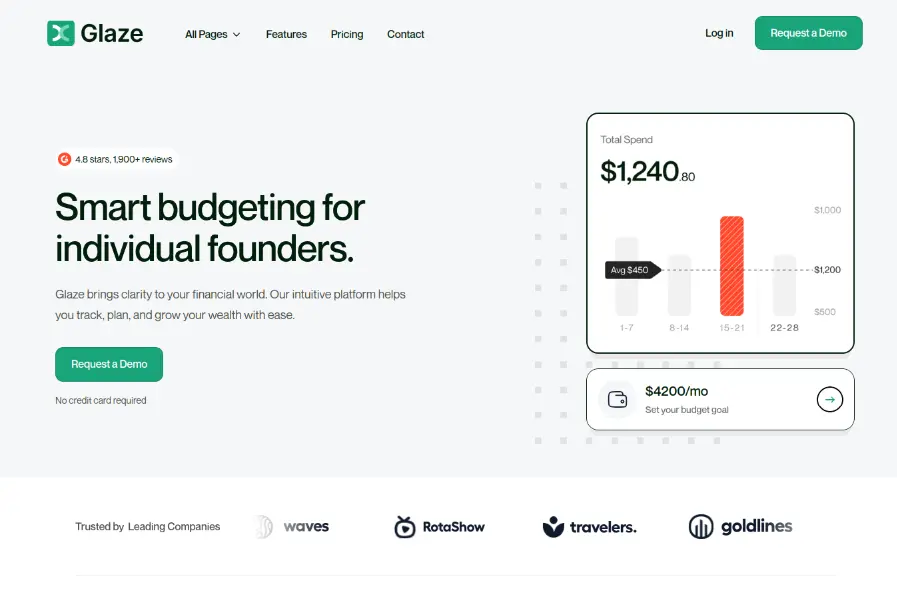 Glaze
All Pages
Features
Pricing
Contact
Log in
Request a Demo
4.8 stars, 1,900+ reviews
Smart budgeting for
individual founders.
Glaze brings clarity to your financial world. Our intuitive platform helps
you track, plan, and grow your wealth with ease.
Request a Demo
No credit card required
Total Spend
$1,240.80
$1,000
Avg $450
$1,200
$600
1-7
8-14
15-21
22-28
$4200/mo
Set your budget goal
Trusted by Leading Companies
waves
RotaShow
travelers.
goldlines